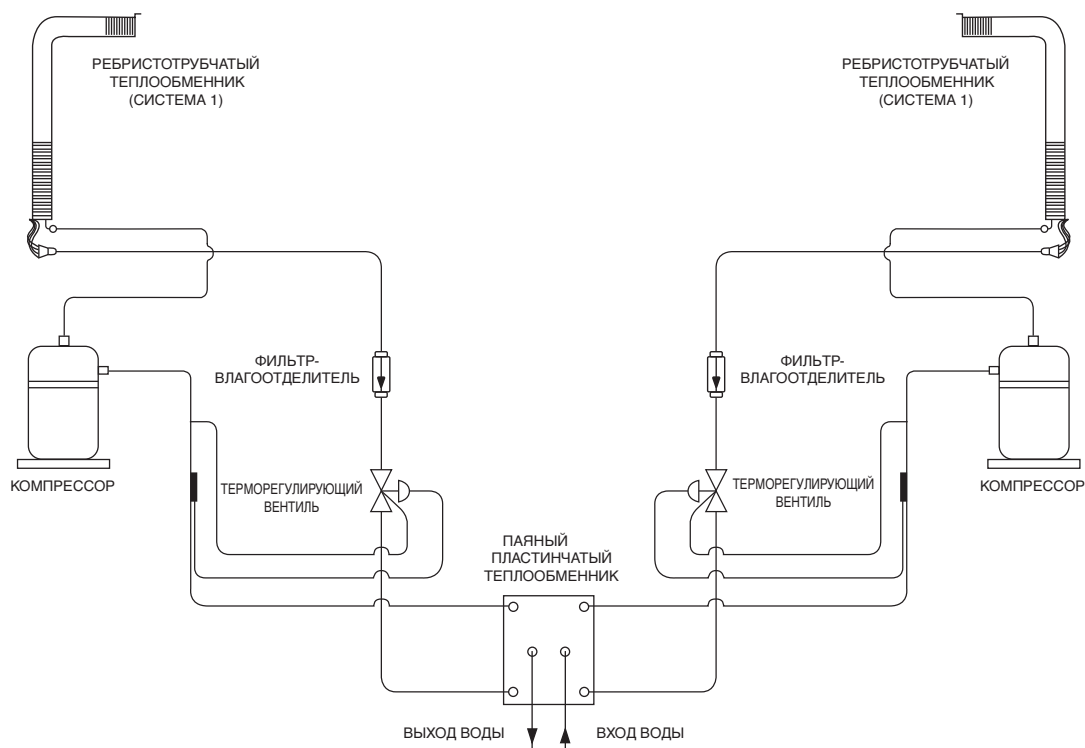 РЕБРИСТОТРУБЧАТЫЙ
ТЕПЛООБМЕННИК
(СИСТЕМА 1)
РЕБРИСТОТРУБЧАТЫЙ
ТЕПЛООБМЕННИК
(СИСТЕМА 1)
ФИЛЬТР-
ВЛАГООТДЕЛИТЕЛЬ
ФИЛЬТР-
ВЛАГООТДЕЛИТЕЛЬ
КОМПРЕССОР
ТЕРМОРЕГУЛИРУЮЩИЙ
ВЕНТИЛЬ
ТЕРМОРЕГУЛИРУЮЩИЙ
ВЕНТИЛЬ
КОМПРЕССОР
ПАЯНЫЙ
ПЛАСТИНЧАТЫЙ
ТЕПЛООБМЕННИК
ВЫХОД ВОДЫ
ВХОД ВОДЫ